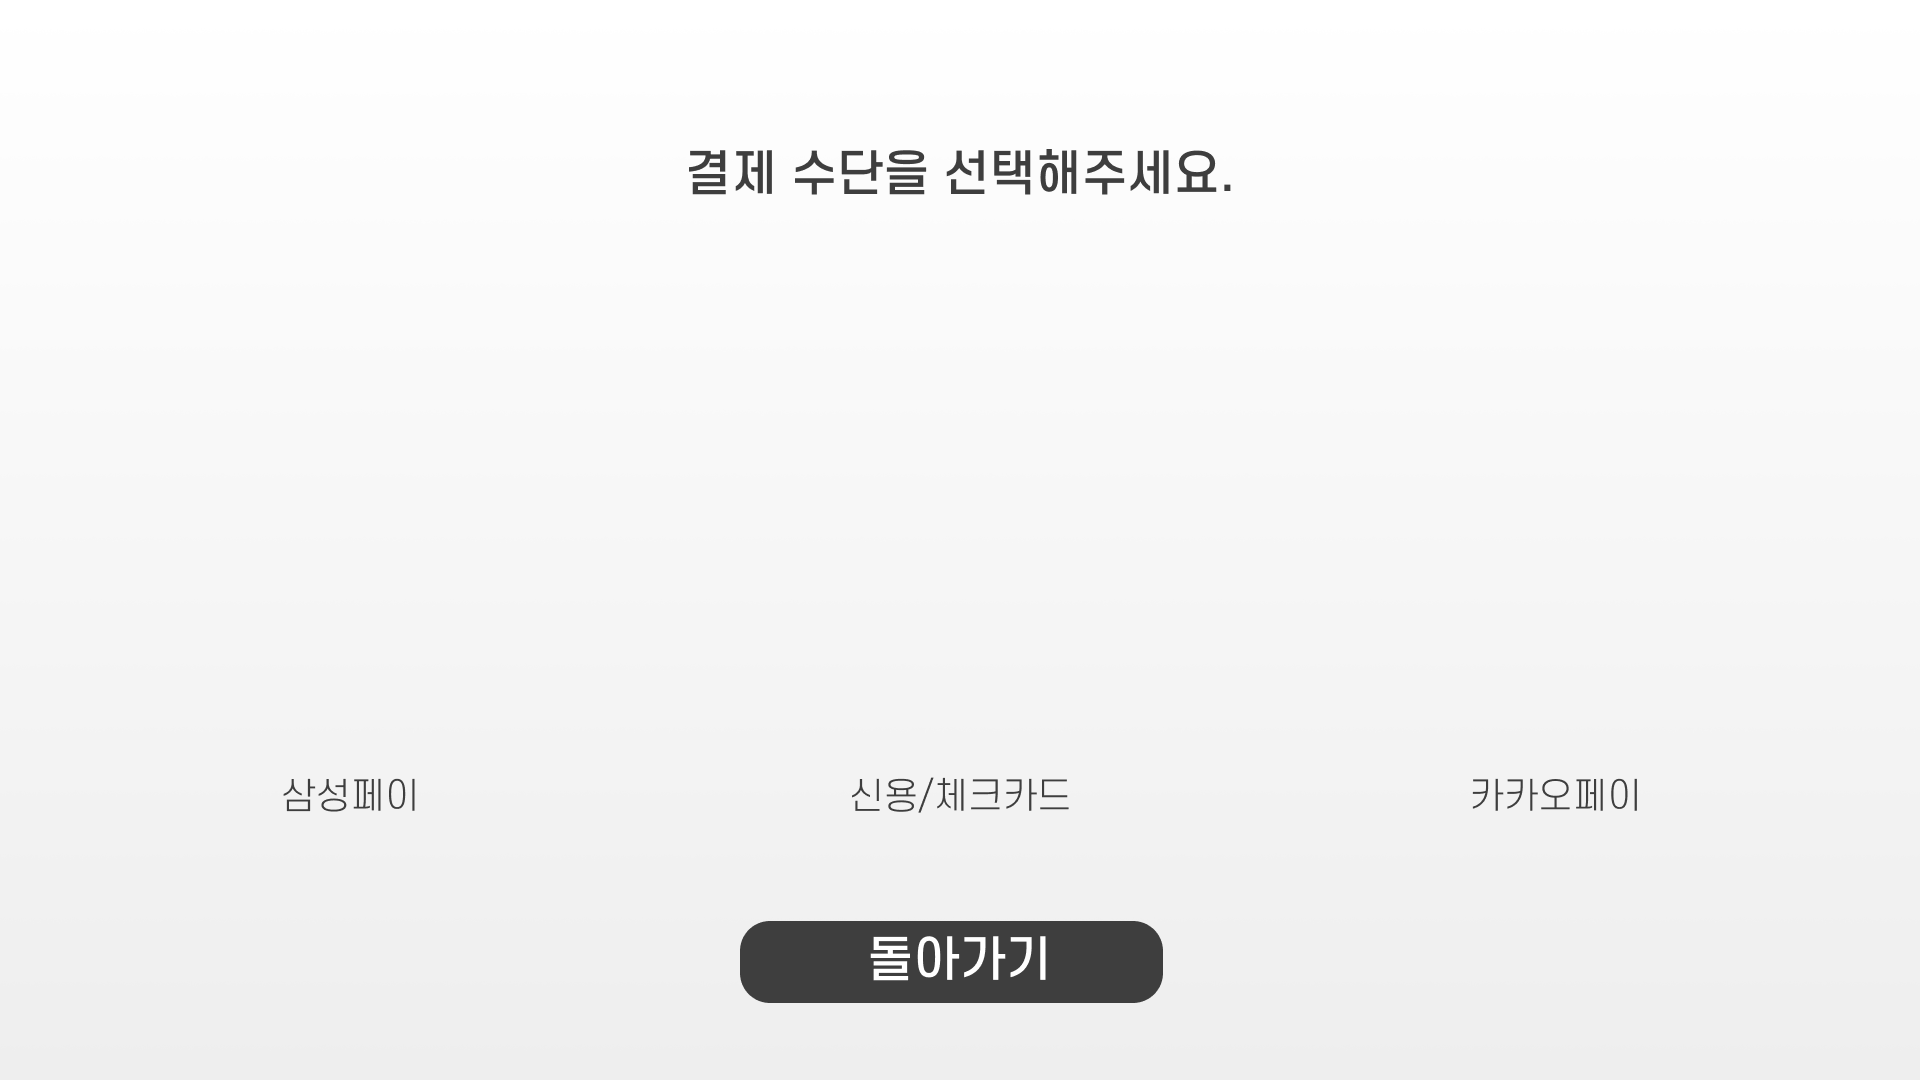 결제 수단을 선택해주세요.
삼성페이
신용/체크카드
카카오페이
돌아가기